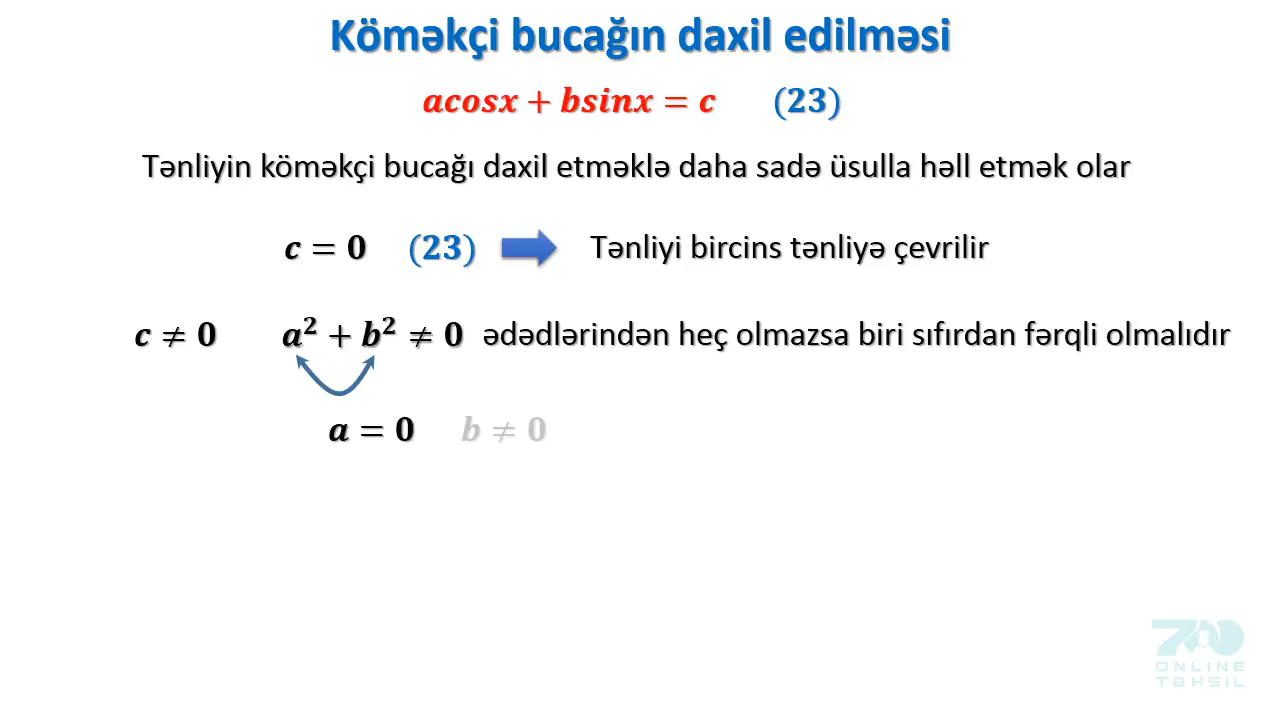 Köməkçi bucağın daxil edilməsi
acosx + bsinx = c (23)
Tənliyin köməkçi bucağı daxil etməklə daha sadə üsulla həll etmək olar
c = 0 (23) Tənliyi bircins tənliyə çevrilir
c ≠ 0 a² + b² ≠ 0 ədədlərindən heç olmazsa biri sıfırdan fərqli olmalıdır
a = 0 b ≠ 0
700
ONLINE
TəHSIL